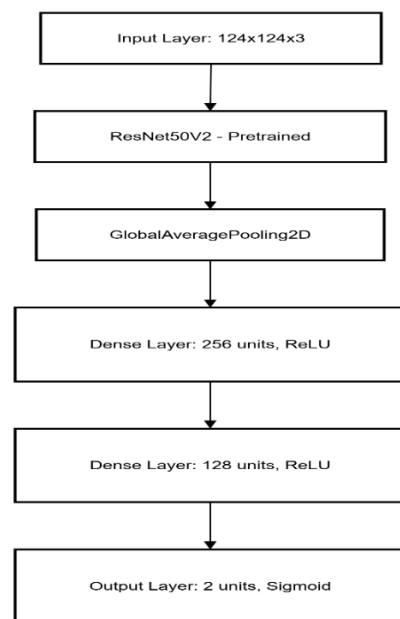 Input Layer: 124x124x3
ResNet50V2 - Pretrained
GlobalAveragePooling2D
Dense Layer: 256 units, ReLU
Dense Layer: 128 units, ReLU
Output Layer: 2 units, Sigmoid